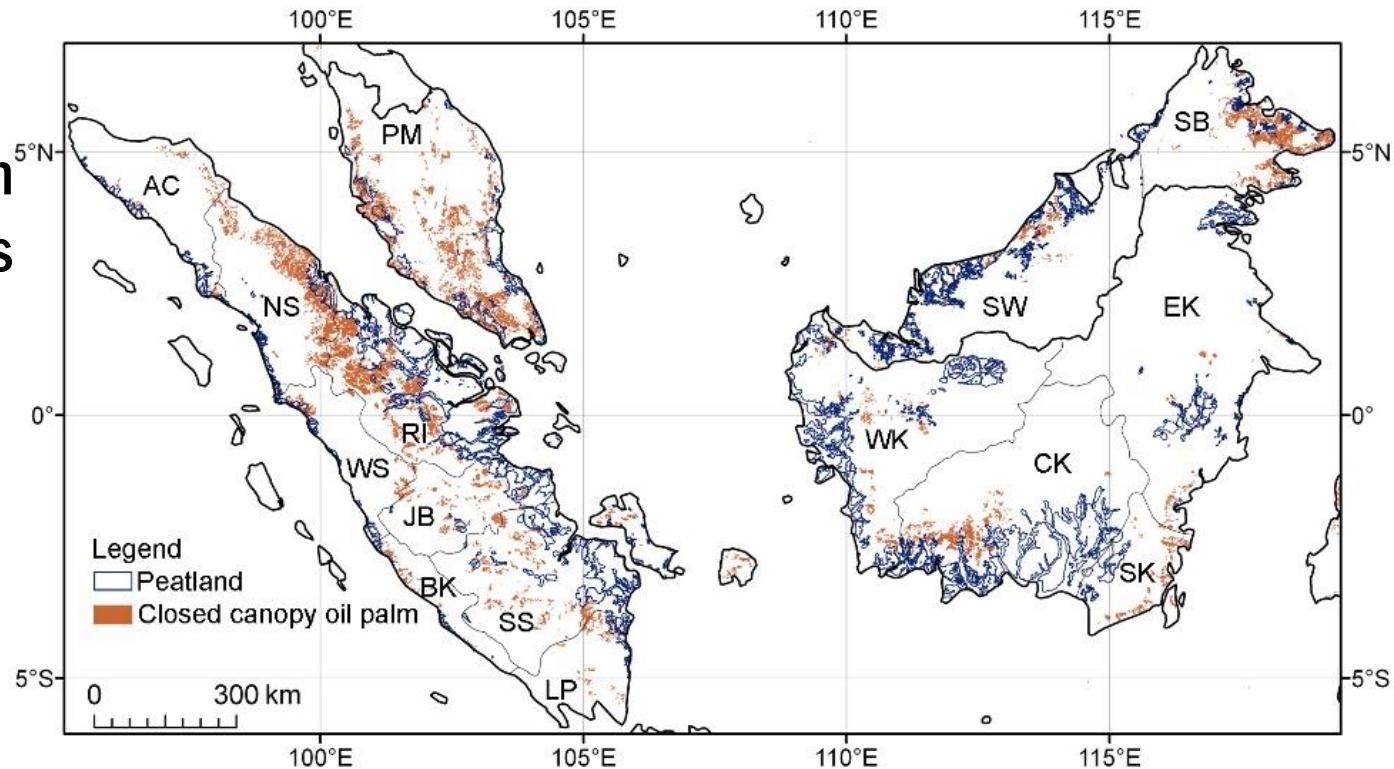 100°E 105°E 110°E 115°E
5°N 5°N
0° 0°
5°S 5°S
n
s
PM
AC
NS
RI
WS
JB
BK
SS
LP
SB
SW
EK
WK
CK
SK
Legend
Peatland
Closed canopy oil palm
0 300 km
100°E 105°E 110°E 115°E